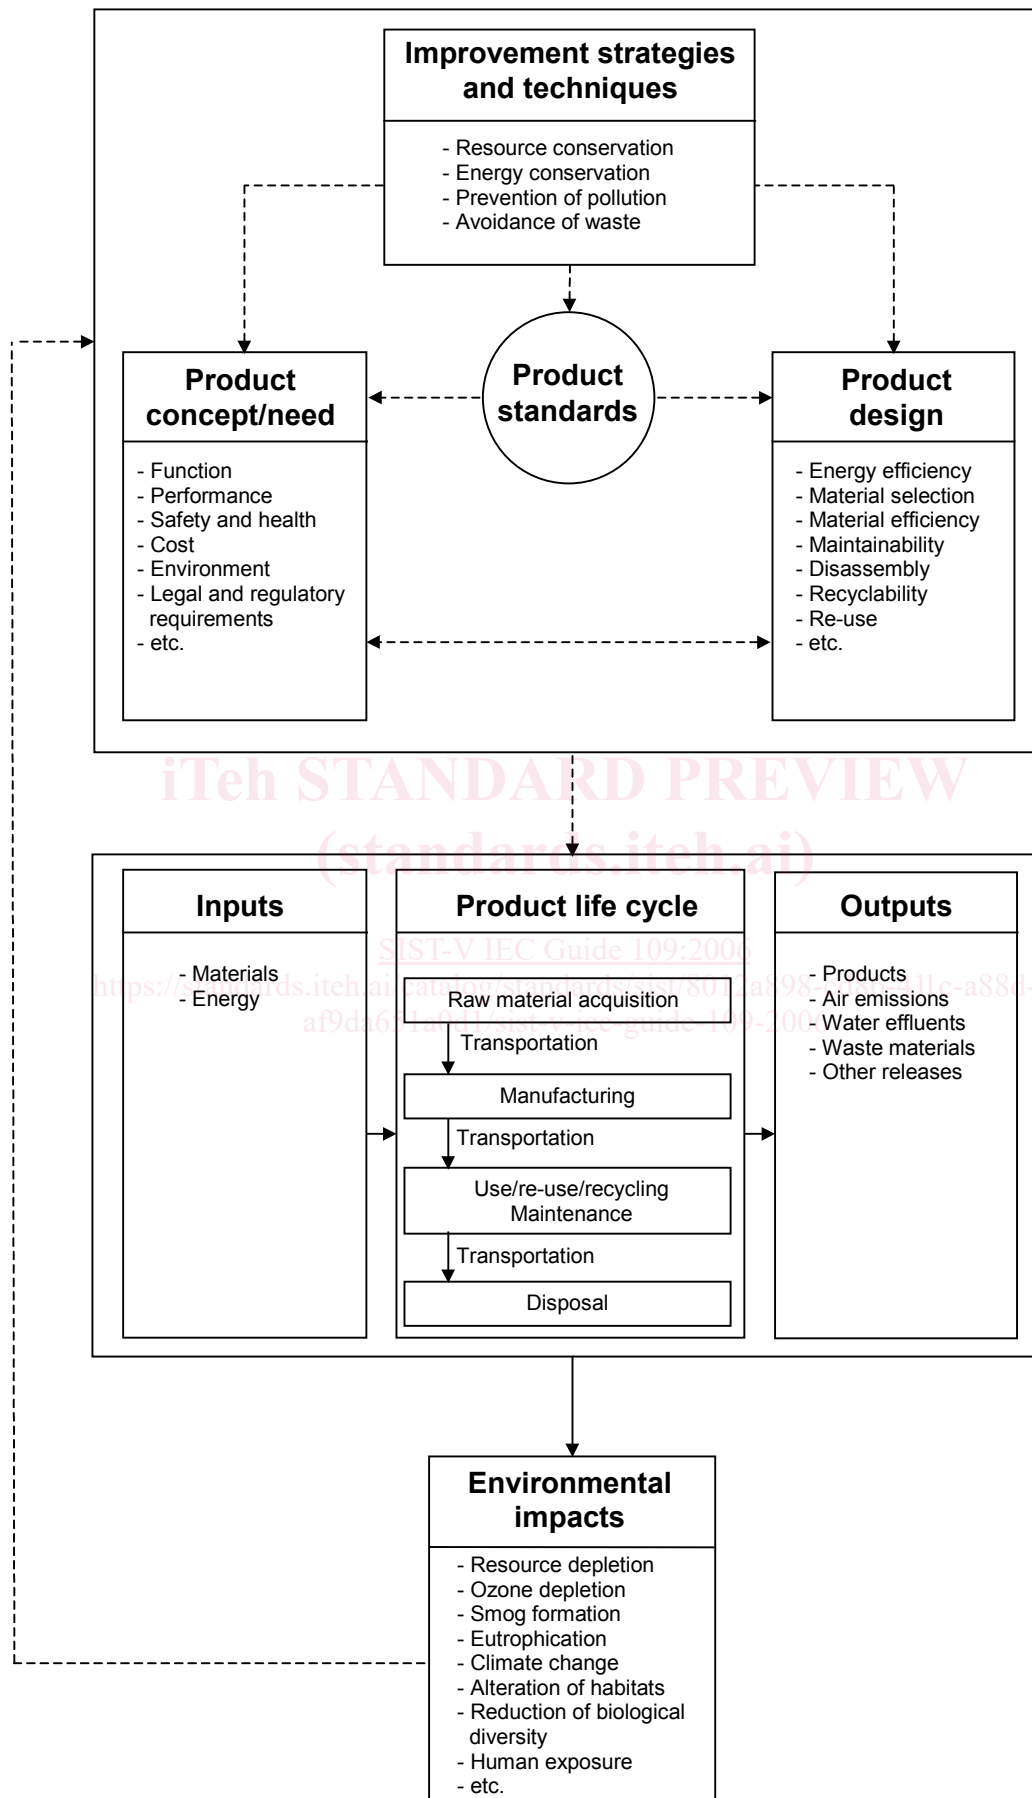 Improvement strategies
and techniques
- Resource conservation
- Energy conservation
- Prevention of pollution
- Avoidance of waste
Product
concept/need
- Function
- Performance
- Safety and health
- Cost
- Environment
- Legal and regulatory
requirements
- etc.
Product
standards
Product
design
- Energy efficiency
- Material selection
- Material efficiency
- Maintainability
- Disassembly
- Recyclability
- Re-use
- etc.
iTeh STANDARD PREVIEW
(standards.iteh.ai)
Inputs
- Materials
- Energy
Product life cycle
SIST-V IEC Guide 109:2006
Raw material acquisition
Transportation
Manufacturing
Transportation
Use/re-use/recycling
Maintenance
Transportation
Disposal
Outputs
- Products
- Air emissions
- Water effluents
- Waste materials
- Other releases
Environmental
impacts
- Resource depletion
- Ozone depletion
- Smog formation
- Eutrophication
- Climate change
- Alteration of habitats
- Reduction of biological
diversity
- Human exposure
- etc.